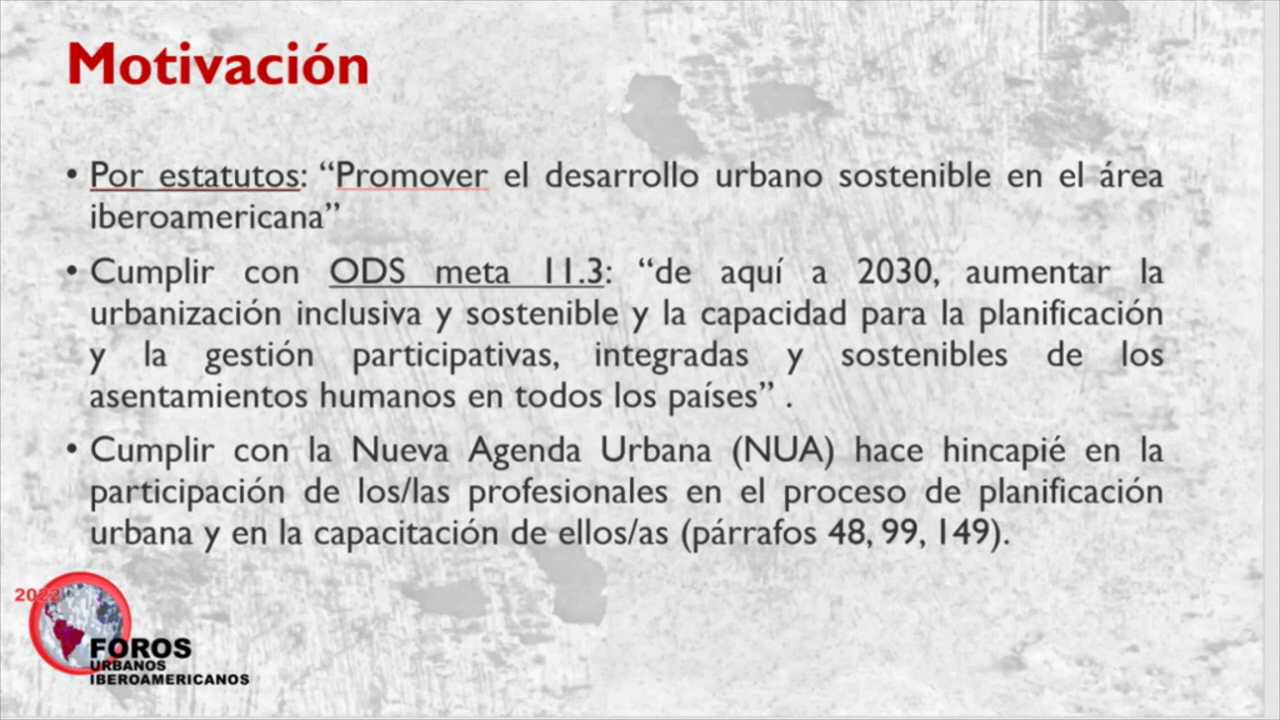 Motivación
• Por estatutos: “Promover el desarrollo urbano sostenible en el área
iberoamericana”
• Cumplir con ODS meta 11.3: “de aquí a 2030, aumentar la
urbanización inclusiva y sostenible y la capacidad para la planificación
y la gestión participativas, integradas y sostenibles de los
asentamientos humanos en todos los países” .
• Cumplir con la Nueva Agenda Urbana (NUA) hace hincapié en la
participación de los/las profesionales en el proceso de planificación
urbana y en la capacitación de ellos/as (párrafos 48, 99, 149).
2022
FOROS
URBANOS
IBEROAMERICANOS